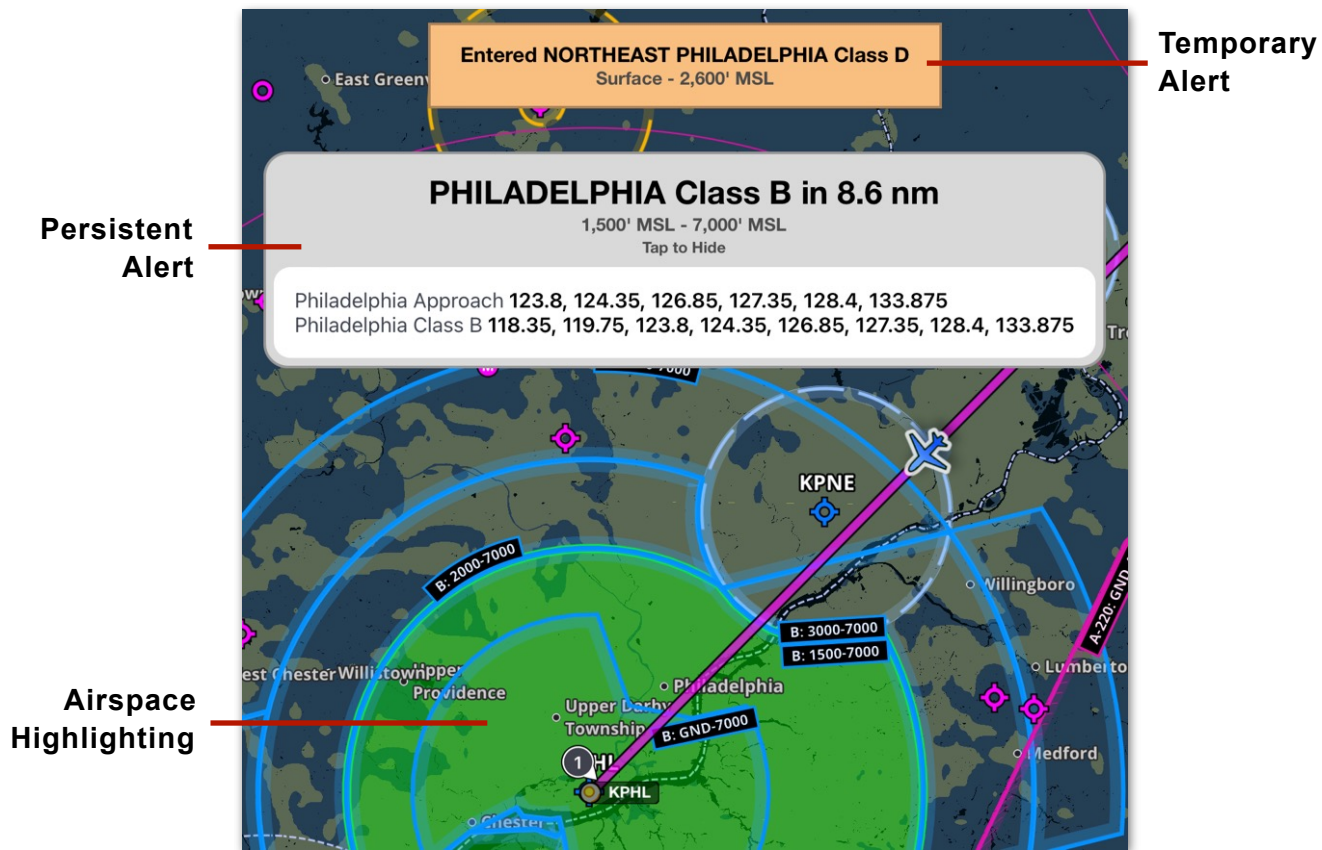 Entered NORTHEAST PHILADELPHIA Class D
Surface - 2,600' MSL
Temporary
Alert
East Greenv
PHILADELPHIA Class B in 8.6 nm
1,500' MSL - 7,000' MSL
Tap to Hide
Persistent
Alert
Philadelphia Approach 123.8, 124.35, 126.85, 127.35, 128.4, 133.875
Philadelphia Class B 118.35, 119.75, 123.8, 124.35, 126.85, 127.35, 128.4, 133.875
KPNE
B: 2000-7000
Willingboro
A-220: GND
B: 3000-7000
B: 1500-7000
est Chester
Willistown
Upper
Providence
Philadelphia
Lumberto
Airspace
Highlighting
Upper Darby
Township
B: GND-7000
Medford
1
KPHL
Chester